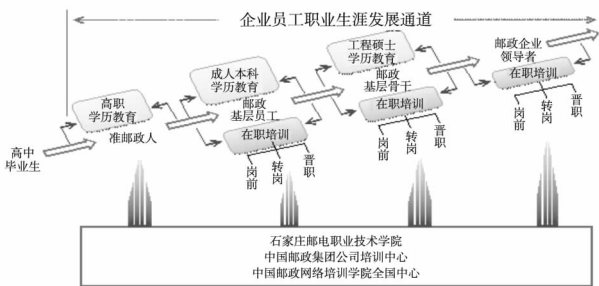 企业员工职业生涯发展通道
高中
毕业生
高职
学历教育
准邮政人
成人本科
学历教育
邮政
基层员工
在职培训
岗前
转岗
晋职
工程硕士
学历教育
邮政
基层骨干
在职培训
岗前
转岗
晋职
邮政企业
领导者
在职培训
岗前
转岗
晋职
石家庄邮电职业技术学院
中国邮政集团公司培训中心
中国邮政网络培训学院全国中心